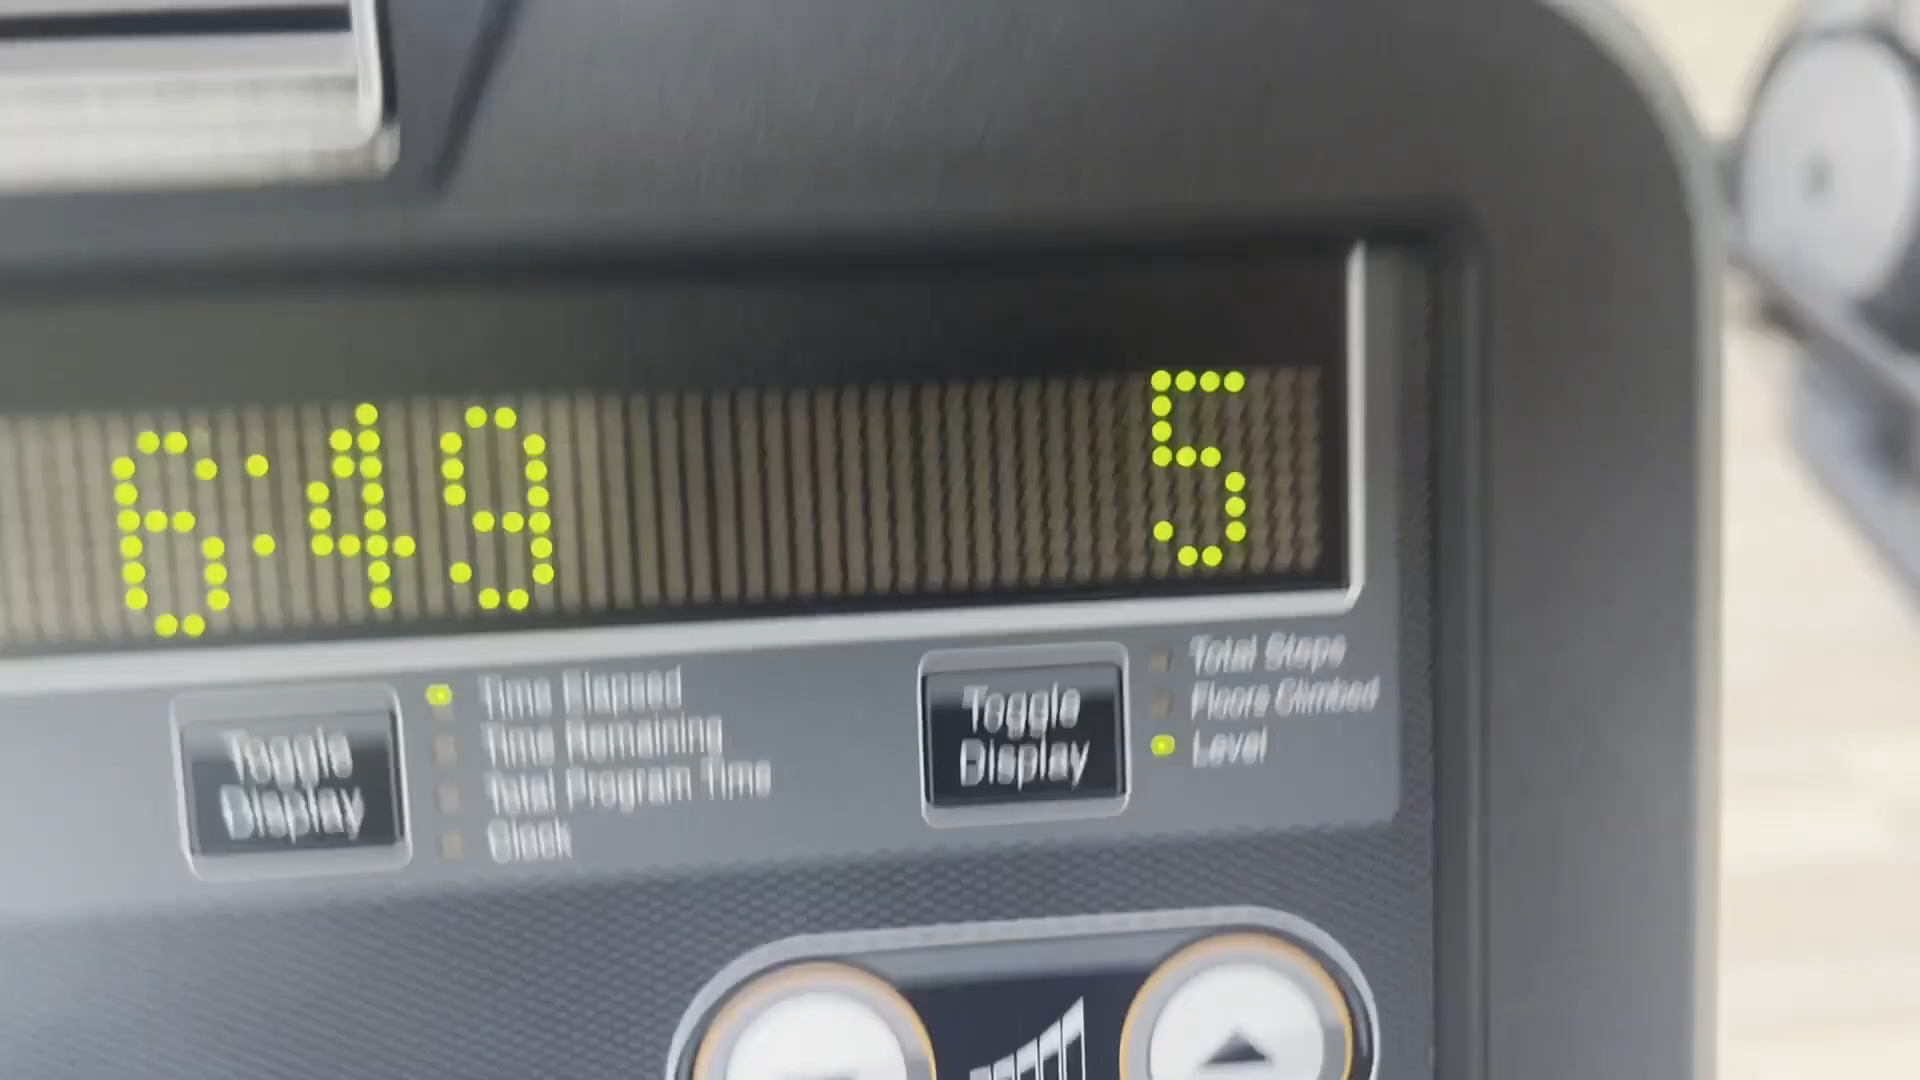 6:49 5
Toggle
Display
Time Elapsed
Time Remaining
Total Program Time
Clock
Toggle
Display
Total Steps
Floors Climbed
Level